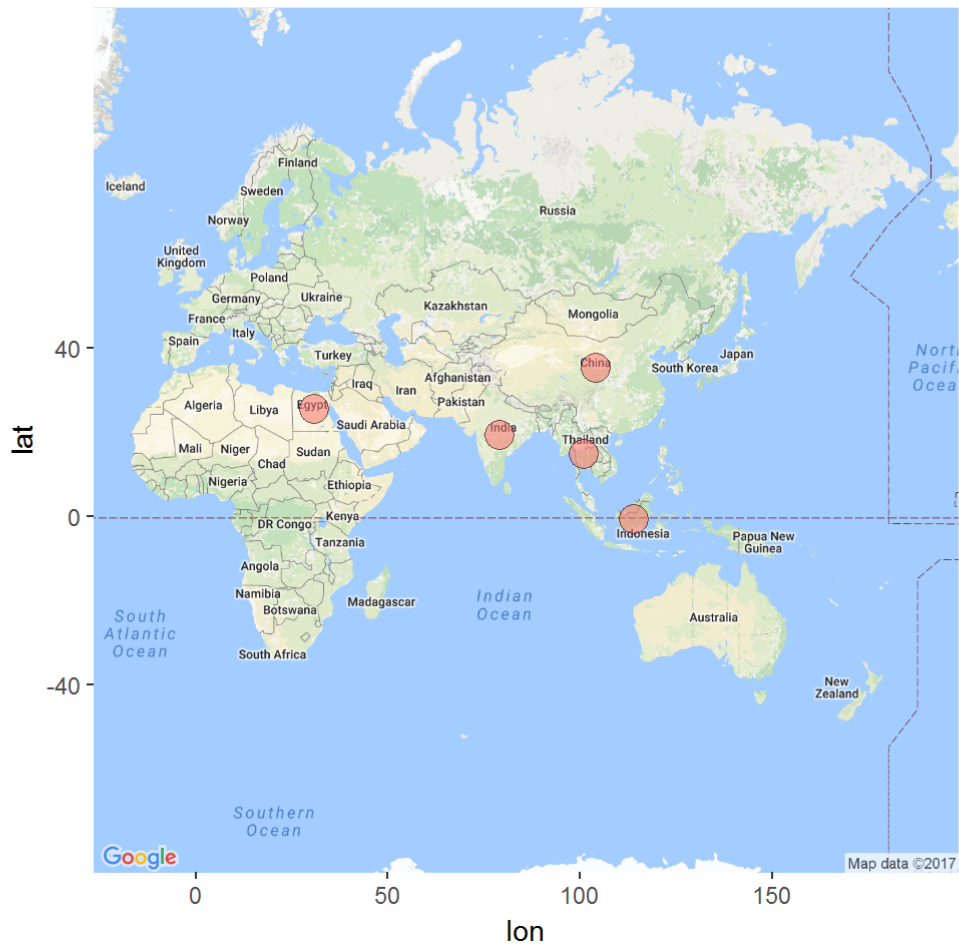 Finland
Iceland
Sweden
Russia
Norway
United
Kingdom
Poland
Germany
Ukraine
Kazakhstan
Mongolia
France
Italy
Spain
Turkey
Japan
South Korea
40
China
North
Pacific
Ocean
Afghanistan
Iraq
Iran
Pakistan
Algeria
Libya
Egypt
Saudi Arabia
India
Thailand
Mali
Niger
Sudan
Chad
Nigeria
Ethiopia
lat
0
DR Congo
Kenya
Indonesia
Tanzania
Papua New
Guinea
Angola
Namibia
Botswana
Madagascar
Indian
Ocean
Australia
South
Atlantic
Ocean
South Africa
-40
New
Zealand
Southern
Ocean
Google
Map data ©2017
0
50
100
150
lon